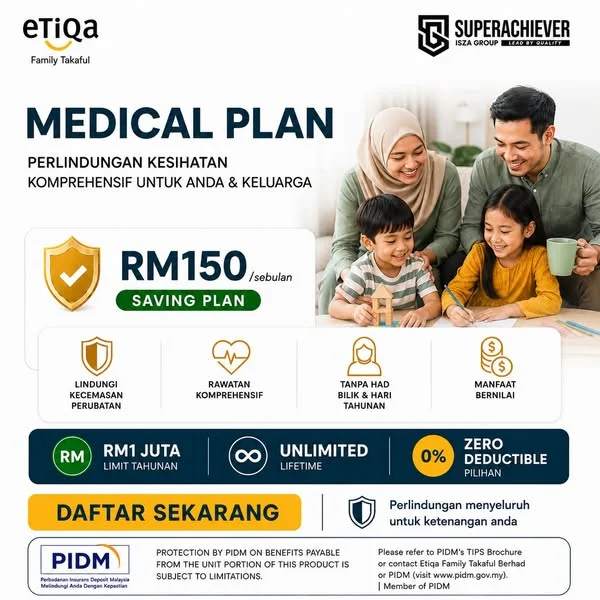 eTiQa
Family Takaful
SUPERACHIEVER
ISZA GROUP LEAD BY QUALITY
MEDICAL PLAN
PERLINDUNGAN KESIHATAN
KOMPREHENSIF UNTUK ANDA & KELUARGA
RM150 /sebulan
SAVING PLAN
LINDUNGI
KECEMASAN
PERUBATAN
RAWATAN
KOMPREHENSIF
TANPA HAD
BILIK & HARI
TAHUNAN
MANFAAT
BERNILAI
RM
RM1 JUTA
LIMIT TAHUNAN
UNLIMITED
LIFETIME
0%
ZERO
DEDUCTIBLE
PILIHAN
DAFTAR SEKARANG
Perlindungan menyeluruh
untuk ketenangan anda
PIDM
Perbadanan Insurans Deposit Malaysia
Melindungi Anda Dengan Kepastian
PROTECTION BY PIDM ON BENEFITS PAYABLE
FROM THE UNIT PORTION OF THIS PRODUCT IS
SUBJECT TO LIMITATIONS.
Please refer to PIDM's TIPS Brochure
or contact Etiqa Family Takaful Berhad
or PIDM (visit www.pidm.gov.my).
| Member of PIDM